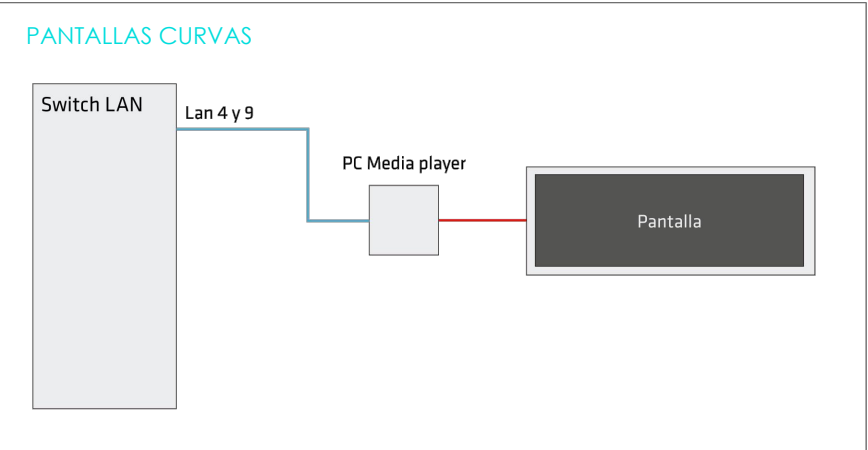 PANTALLAS CURVAS
Switch LAN
Lan 4 y 9
PC Media player
Pantalla